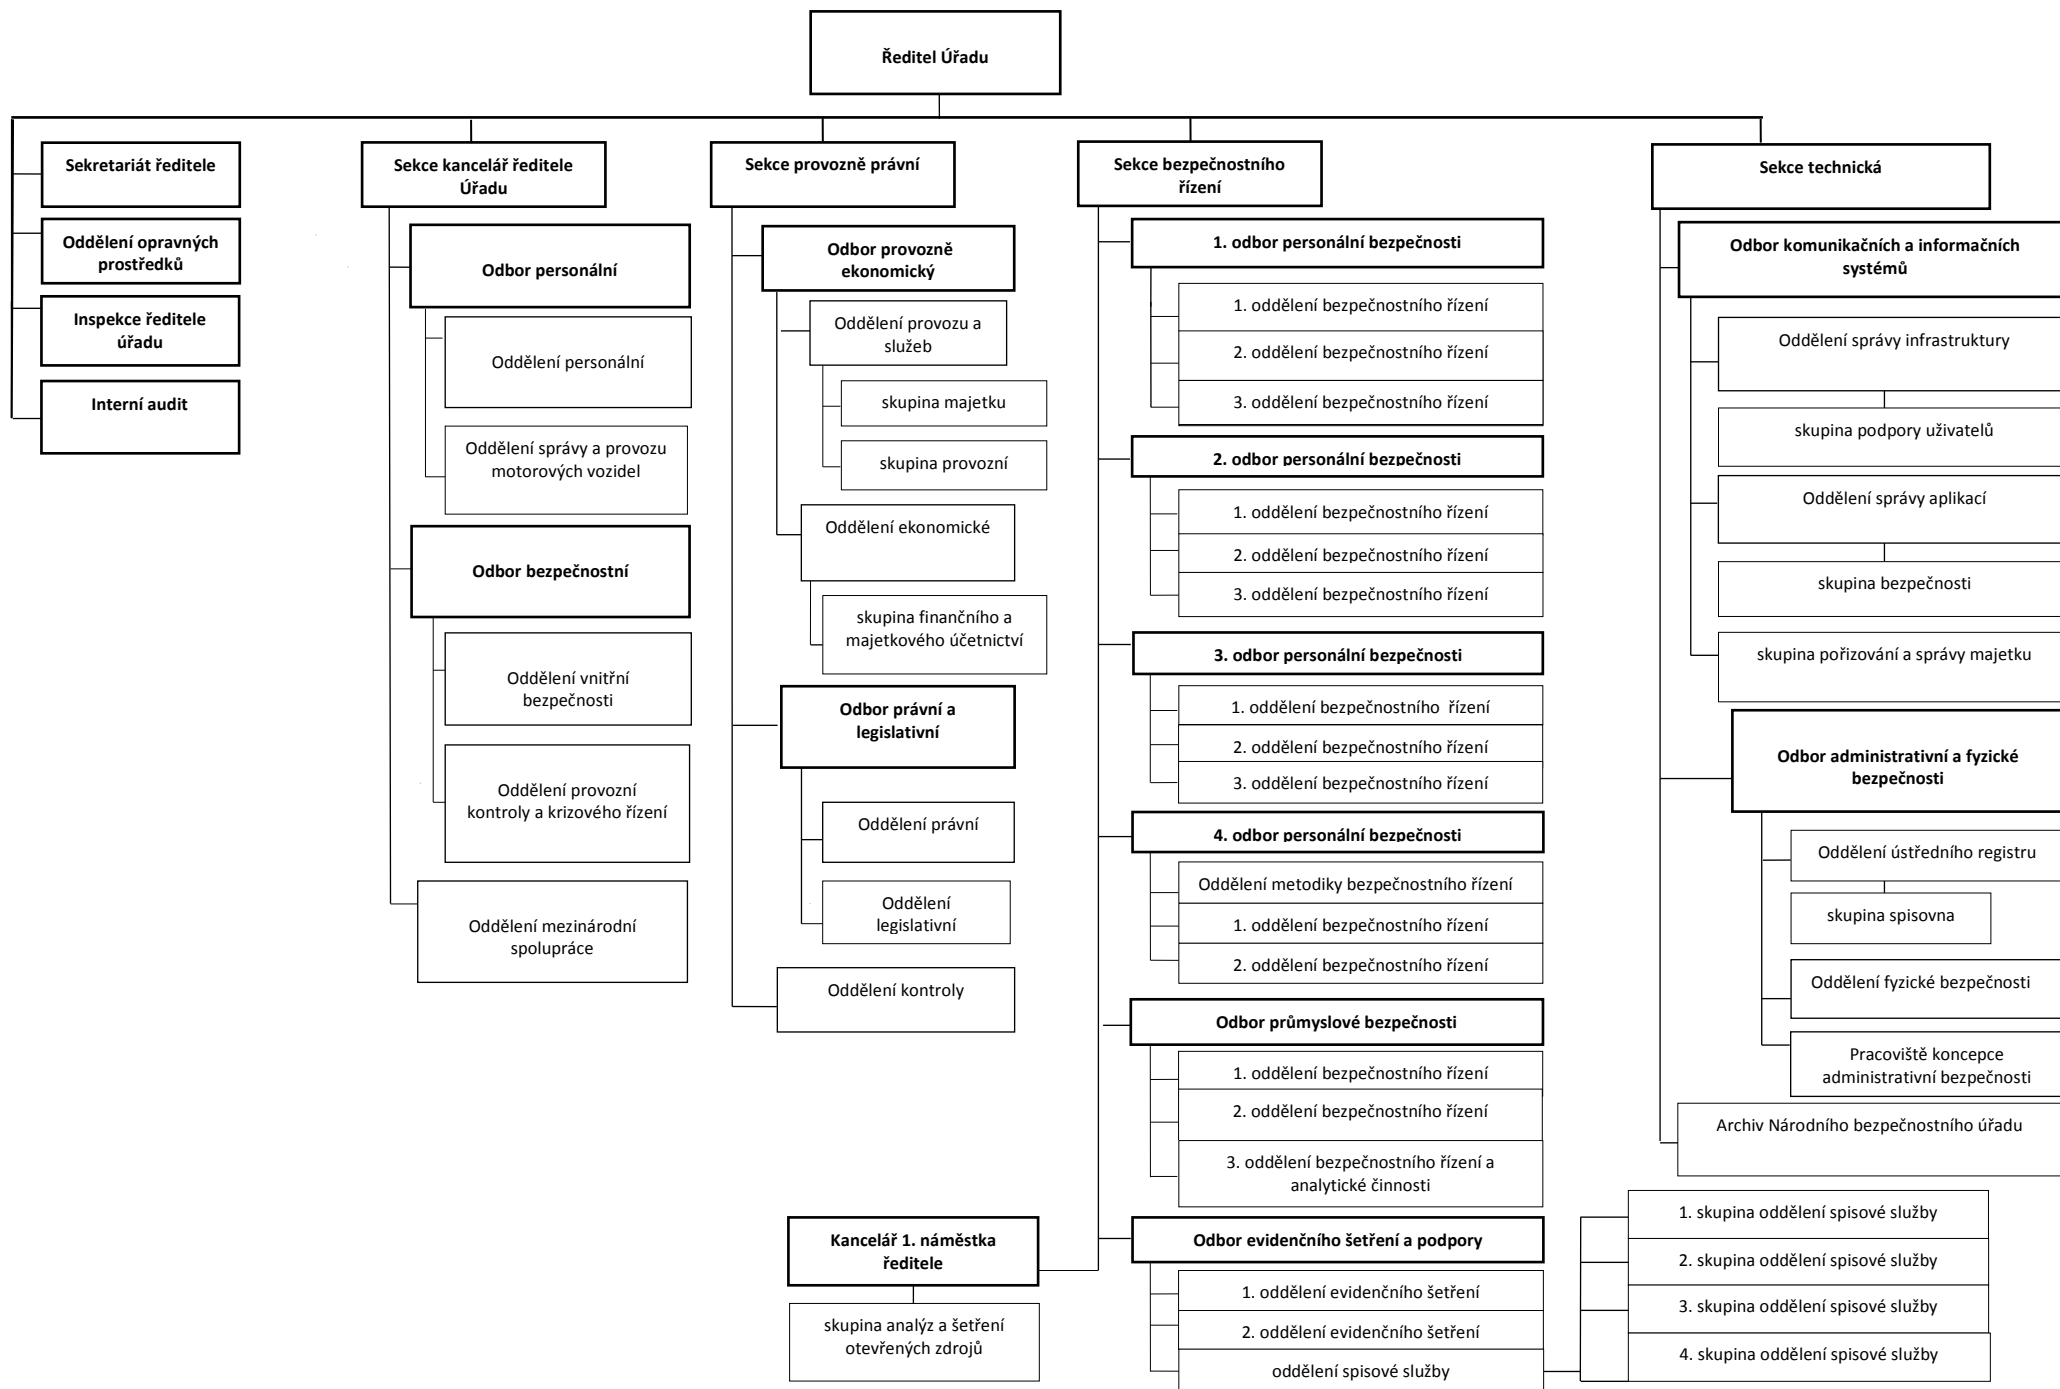 Ředitel Úřadu
Sekretariát ředitele
Oddělení opravných
prostředků
Inspekce ředitele
úřadu
Interní audit
Sekce kancelář ředitele
Úřadu
Odbor personální
Oddělení personální
Oddělení správy a provozu
motorových vozidel
Odbor bezpečnostní
Oddělení vnitřní
bezpečnosti
Oddělení provozní
kontroly a krizového řízení
Oddělení mezinárodní
spolupráce
Sekce provozně právní
Odbor provozně
ekonomický
Oddělení provozu a
služeb
skupina majetku
skupina provozní
Oddělení ekonomické
skupina finančního a
majetkového účetnictví
Odbor právní a
legislativní
Oddělení právní
Oddělení
legislativní
Oddělení kontroly
Sekce bezpečnostního
řízení
1. odbor personální bezpečnosti
1. oddělení bezpečnostního řízení
2. oddělení bezpečnostního řízení
3. oddělení bezpečnostního řízení
2. odbor personální bezpečnosti
1. oddělení bezpečnostního řízení
2. oddělení bezpečnostního řízení
3. oddělení bezpečnostního řízení
3. odbor personální bezpečnosti
1. oddělení bezpečnostního řízení
2. oddělení bezpečnostního řízení
3. oddělení bezpečnostního řízení
4. odbor personální bezpečnosti
Oddělení metodiky bezpečnostního řízení
1. oddělení bezpečnostního řízení
2. oddělení bezpečnostního řízení
Odbor průmyslové bezpečnosti
1. oddělení bezpečnostního řízení
2. oddělení bezpečnostního řízení
3. oddělení bezpečnostního řízení a
analytické činnosti
Odbor evidenčního šetření a podpory
1. oddělení evidenčního šetření
2. oddělení evidenčního šetření
oddělení spisové služby
1. skupina oddělení spisové služby
2. skupina oddělení spisové služby
3. skupina oddělení spisové služby
4. skupina oddělení spisové služby
Kancelář 1. náměstka
ředitele
skupina analýz a šetření
otevřených zdrojů
Sekce technická
Odbor komunikačních a informačních
systémů
Oddělení správy infrastruktury
skupina podpory uživatelů
Oddělení správy aplikací
skupina bezpečnosti
skupina pořizování a správy majetku
Odbor administrativní a fyzické
bezpečnosti
Oddělení ústředního registru
skupina spisovna
Oddělení fyzické bezpečnosti
Pracoviště koncepce
administrativní bezpečnosti
Archiv Národního bezpečnostního úřadu